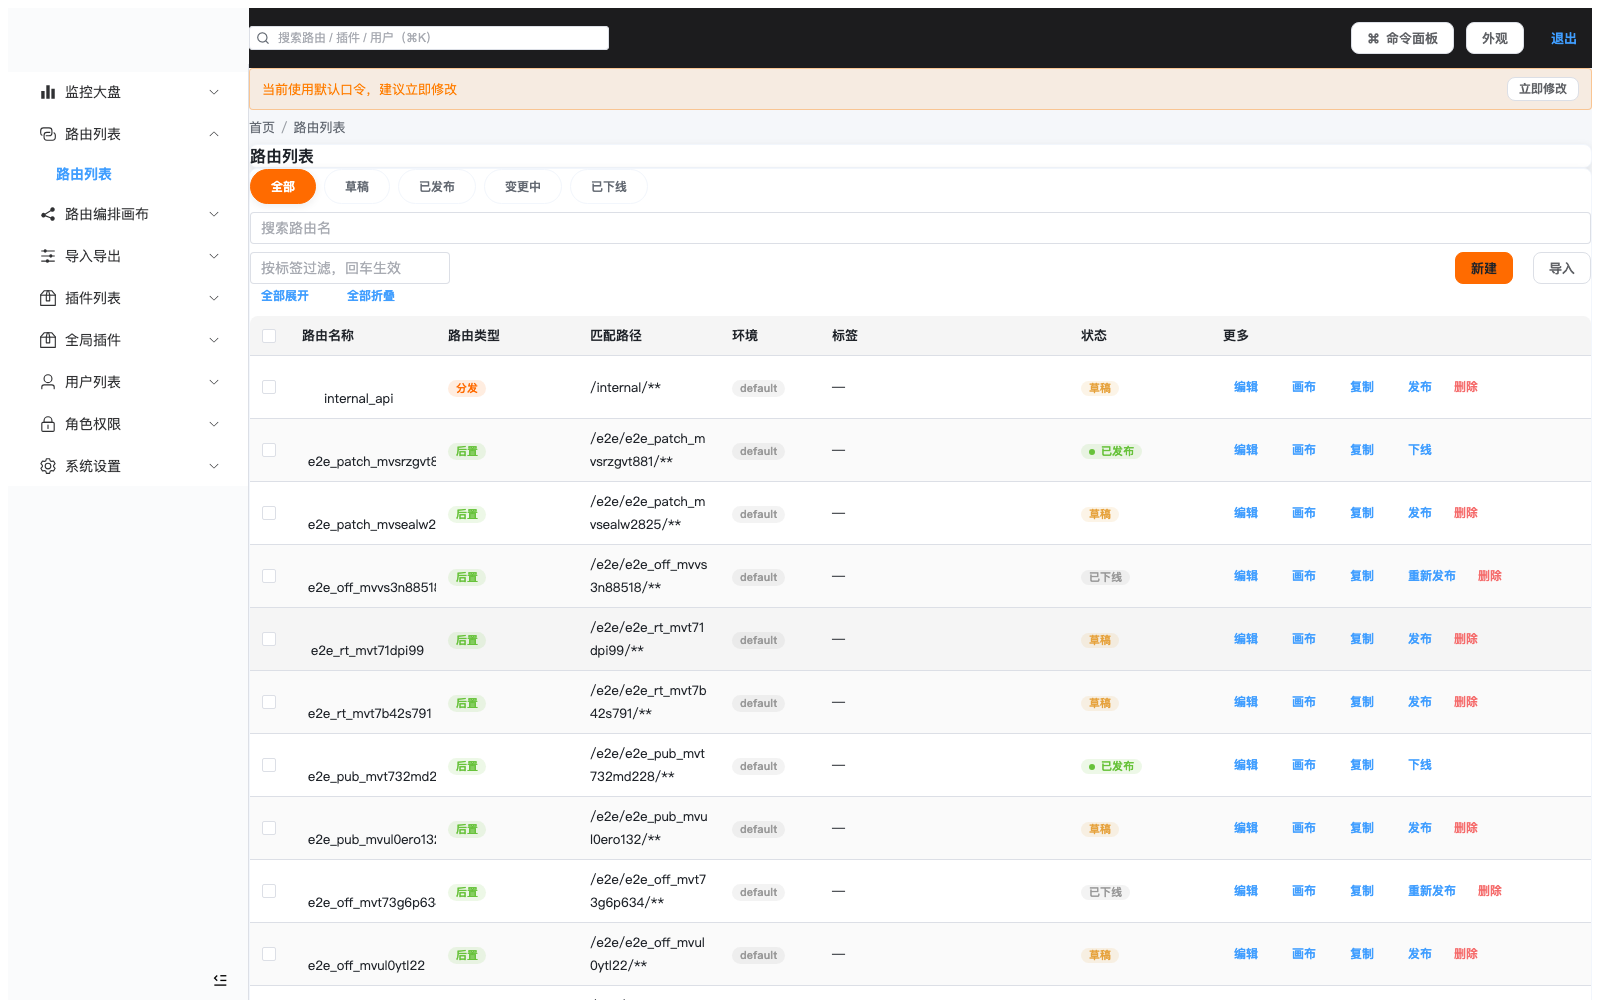 搜索路由 / 插件 / 用户（⌘K）
⌘ 命令面板
外观
退出
当前使用默认口令，建议立即修改
立即修改
监控大盘
路由列表
路由列表
路由编排画布
导入导出
插件列表
全局插件
用户列表
角色权限
系统设置
首页 / 路由列表
路由列表
全部 草稿 已发布 变更中 已下线
搜索路由名
按标签过滤，回车生效
新建 导入
全部展开 全部折叠
路由名称 路由类型 匹配路径 环境 标签 状态 更多
internal_api 分发 /internal/** default — 草稿 编辑 画布 复制 发布 删除
/e2e/e2e_patch_m
e2e_patch_mvsrzgvt8 后置 vsrzgvt881/** default — 已发布 编辑 画布 复制 下线
/e2e/e2e_patch_m
e2e_patch_mvsealw2 后置 vsealw2825/** default — 草稿 编辑 画布 复制 发布 删除
/e2e/e2e_off_mvvs
e2e_off_mvvs3n88518 后置 3n88518/** default — 已下线 编辑 画布 复制 重新发布 删除
/e2e/e2e_rt_mvt71
e2e_rt_mvt71dpi99 后置 dpi99/** default — 草稿 编辑 画布 复制 发布 删除
/e2e/e2e_rt_mvt7b
e2e_rt_mvt7b42s791 后置 42s791/** default — 草稿 编辑 画布 复制 发布 删除
/e2e/e2e_pub_mvt
e2e_pub_mvt732md2 后置 732md228/** default — 已发布 编辑 画布 复制 下线
/e2e/e2e_pub_mvu
e2e_pub_mvul0ero132 后置 l0ero132/** default — 草稿 编辑 画布 复制 发布 删除
/e2e/e2e_off_mvt7
e2e_off_mvt73g6p63 后置 3g6p634/** default — 已下线 编辑 画布 复制 重新发布 删除
/e2e/e2e_off_mvul
e2e_off_mvul0ytl22 后置 0ytl22/** default — 草稿 编辑 画布 复制 发布 删除